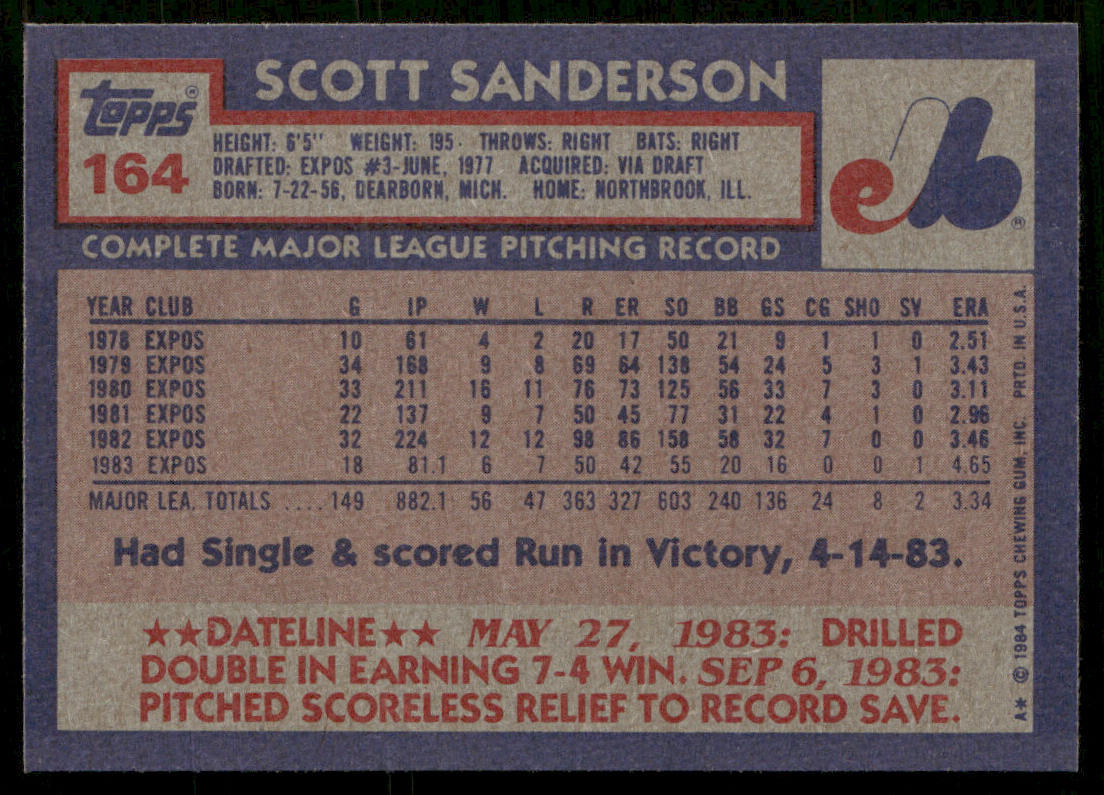 SCOTT SANDERSON
Topps®
164
HEIGHT: 6'5" WEIGHT: 195 THROWS: RIGHT BATS: RIGHT
DRAFTED: EXPOS #3-JUNE, 1977 ACQUIRED: VIA DRAFT
BORN: 7-22-56, DEARBORN, MICH. HOME: NORTHBROOK, ILL.
eb®
COMPLETE MAJOR LEAGUE PITCHING RECORD
YEAR CLUB G IP W L R ER SO BB GS CG SHO SV ERA
1978 EXPOS 10 61 4 2 20 17 50 21 9 1 1 0 2.51
1979 EXPOS 34 168 9 8 69 64 138 54 24 5 3 1 3.43
1980 EXPOS 33 211 16 11 76 73 125 56 33 7 3 0 3.11
1981 EXPOS 22 137 9 7 50 45 77 31 22 4 1 0 2.96
1982 EXPOS 32 224 12 12 98 86 158 58 32 7 0 0 3.46
1983 EXPOS 18 81.1 6 7 50 42 55 20 16 0 0 1 4.65
MAJOR LEA. TOTALS .... 149 882.1 56 47 363 327 603 240 136 24 8 2 3.34
Had Single & scored Run in Victory, 4-14-83.
★★DATELINE★★ MAY 27, 1983: DRILLED
DOUBLE IN EARNING 7-4 WIN. SEP 6, 1983:
PITCHED SCORELESS RELIEF TO RECORD SAVE.
A★ © 1984 TOPPS CHEWING GUM, INC. PRTD. IN U.S.A.